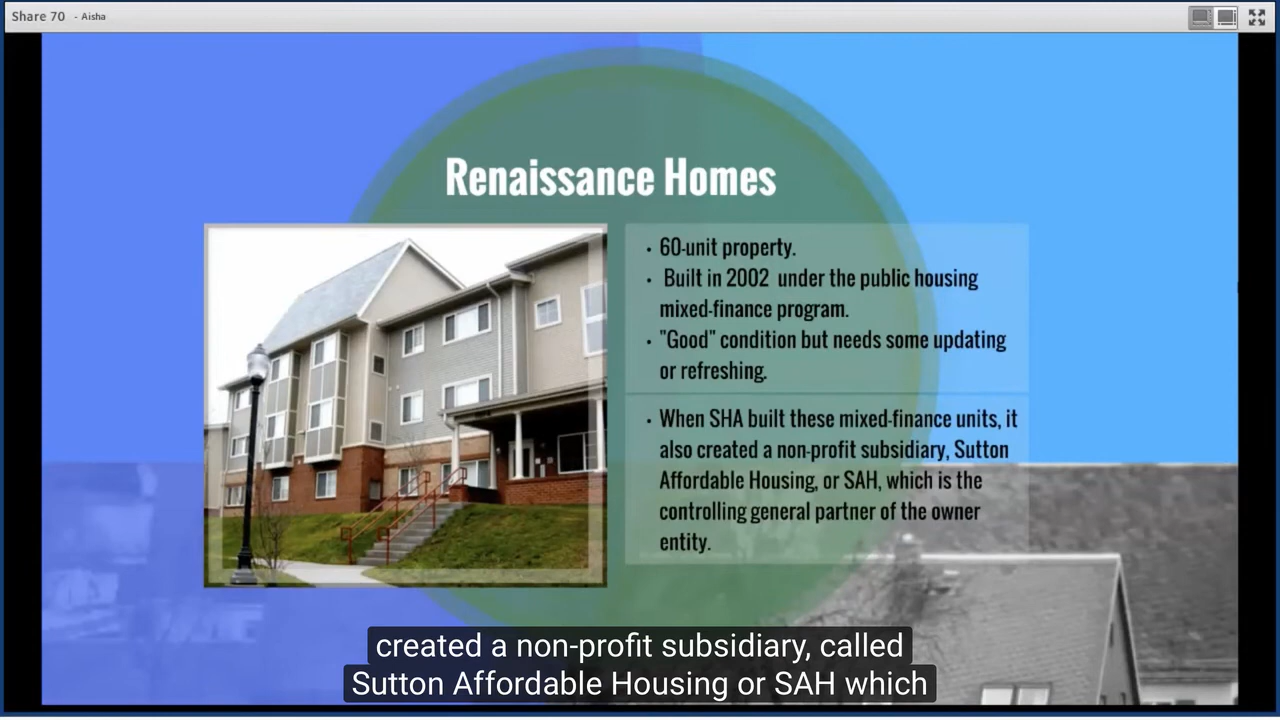 Share 70 - Aisha
Renaissance Homes
• 60-unit property.
• Built in 2002 under the public housing
mixed-finance program.
• "Good" condition but needs some updating
or refreshing.
• When SHA built these mixed-finance units, it
also created a non-profit subsidiary, Sutton
Affordable Housing, or SAH, which is the
controlling general partner of the owner
entity.
created a non-profit subsidiary, called
Sutton Affordable Housing or SAH which